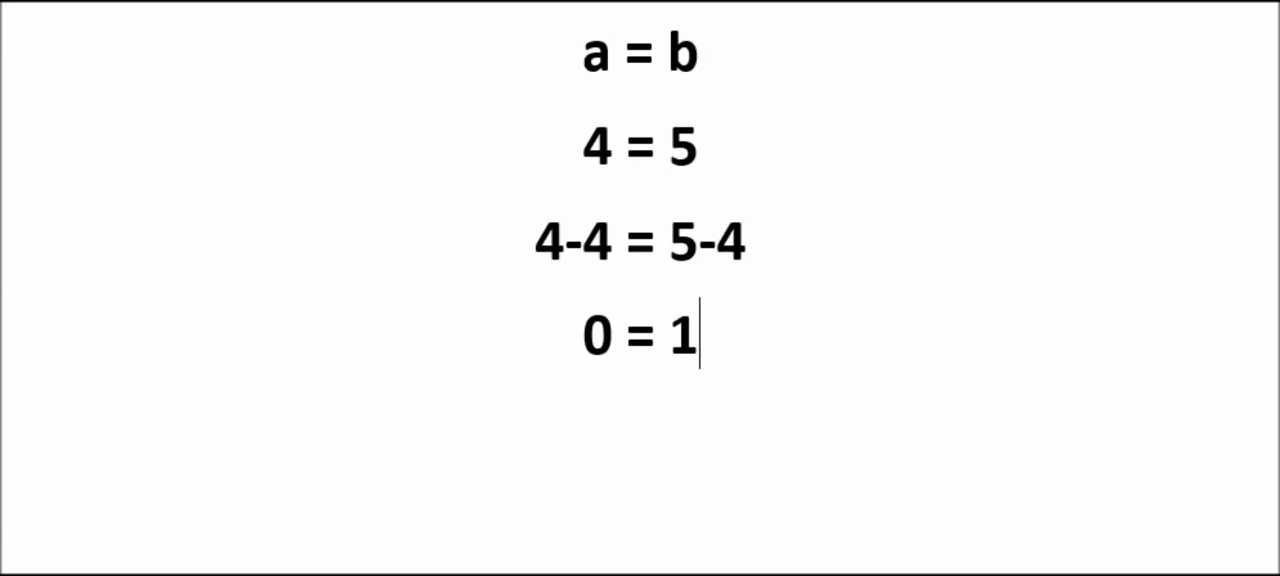 a = b
4 = 5
4-4 = 5-4
0 = 1